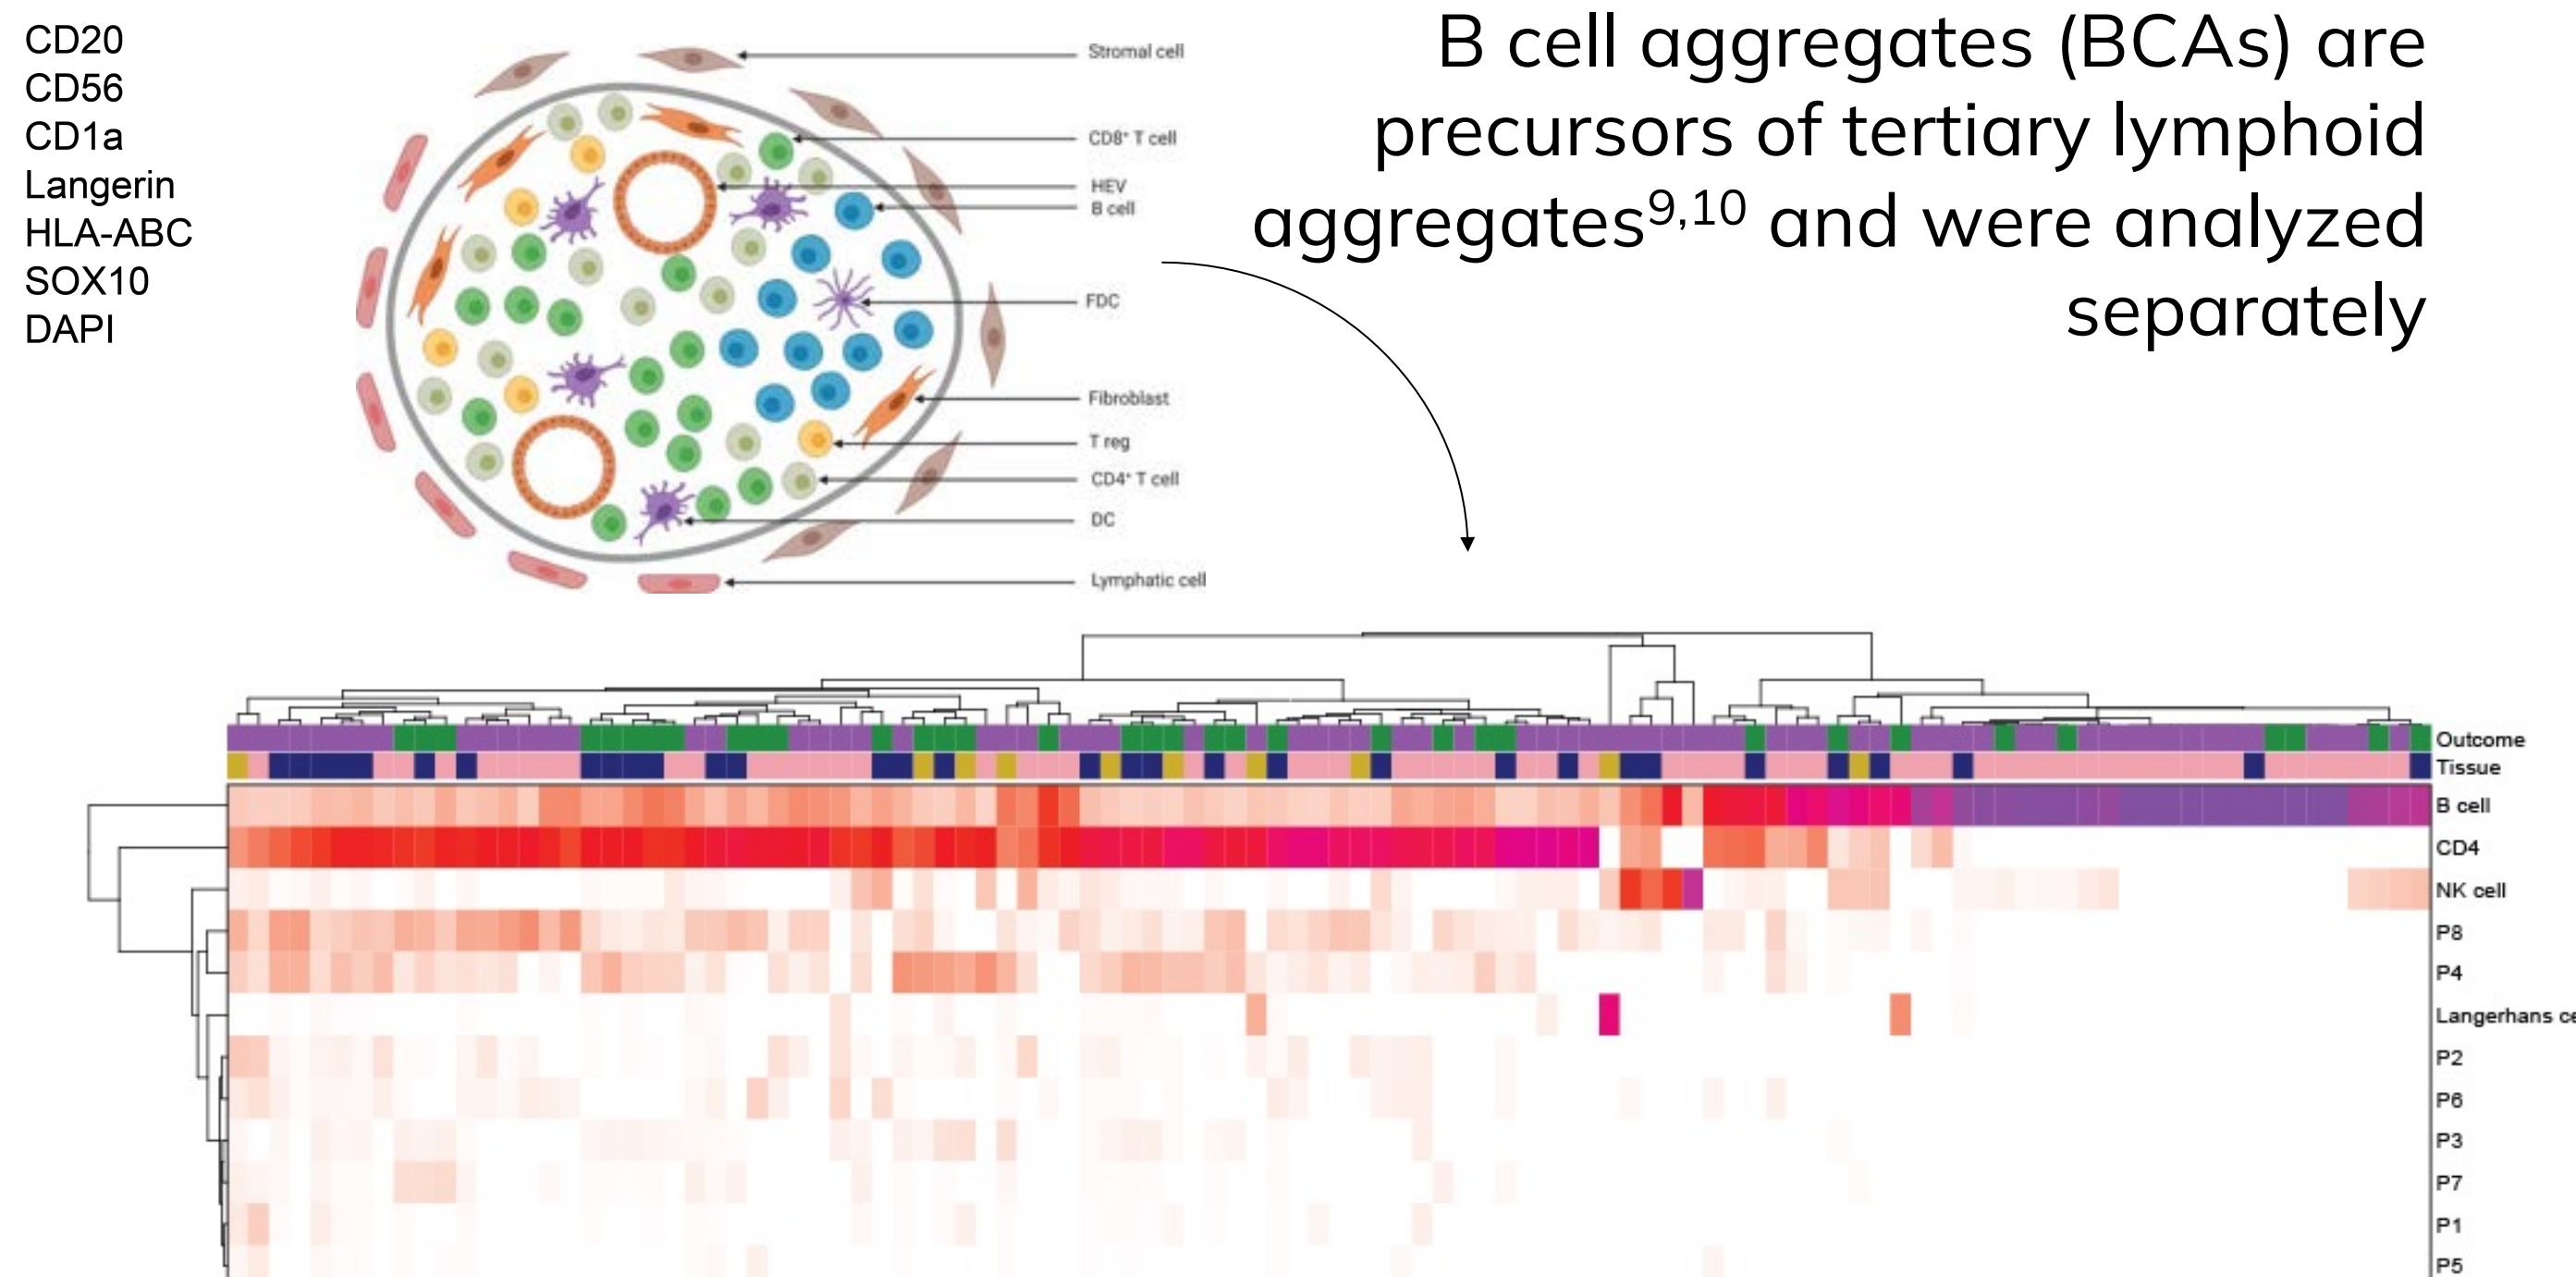 CD20
CD56
CD1a
Langerin
HLA-ABC
SOX10
DAPI
Stromal cell
CD8⁺ T cell
HEV
B cell
FDC
Fibroblast
T reg
CD4⁺ T cell
DC
Lymphatic cell
B cell aggregates (BCAs) are
precursors of tertiary lymphoid
aggregates⁹,¹⁰ and were analyzed
separately
Outcome
Tissue
B cell
CD4
NK cell
P8
P4
Langerhans ce
P2
P6
P3
P7
P1
P5